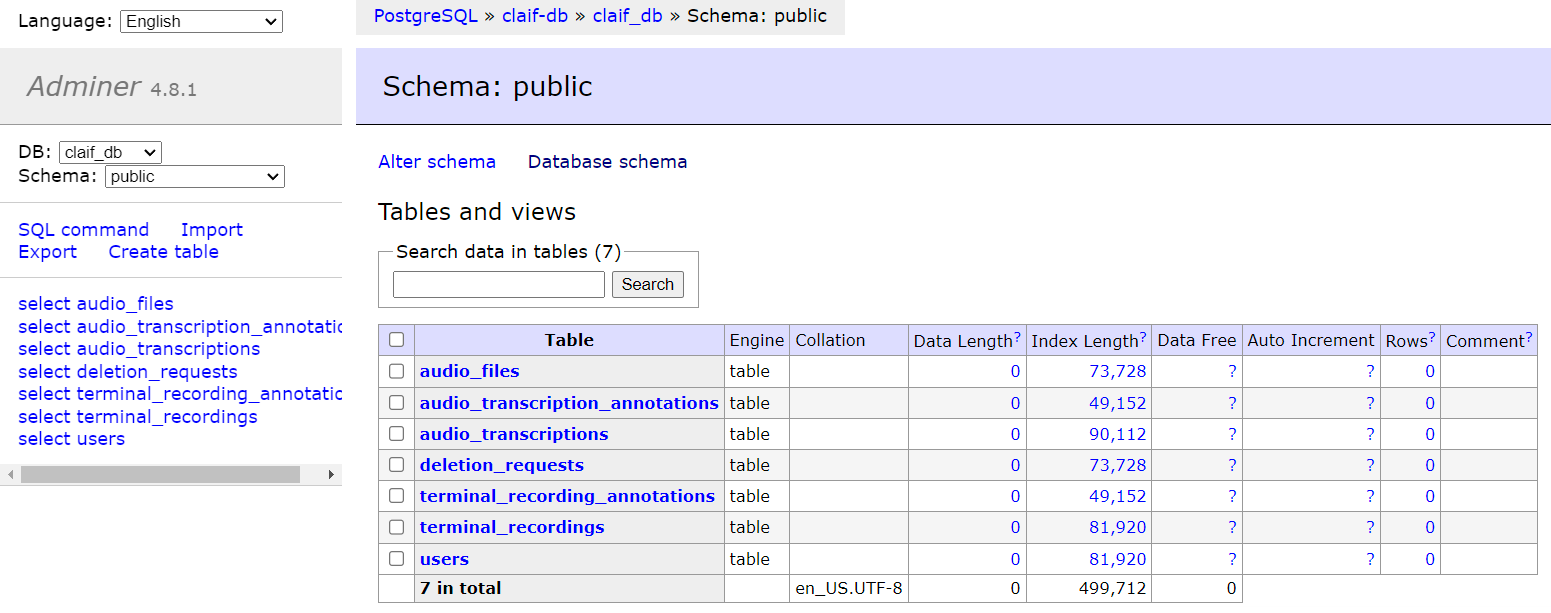 Language: English
PostgreSQL » claif-db » claif_db » Schema: public
Adminer 4.8.1
Schema: public
DB: claif_db
Schema: public
SQL command Import
Export Create table
select audio_files
select audio_transcription_annotatic
select audio_transcriptions
select deletion_requests
select terminal_recording_annotatic
select terminal_recordings
select users
Alter schema Database schema
Tables and views
Search data in tables (7)
Search
Table Engine Collation Data Length? Index Length? Data Free Auto Increment Rows? Comment?
audio_files table 0 73,728 ? ? 0
audio_transcription_annotations table 0 49,152 ? ? 0
audio_transcriptions table 0 90,112 ? ? 0
deletion_requests table 0 73,728 ? ? 0
terminal_recording_annotations table 0 49,152 ? ? 0
terminal_recordings table 0 81,920 ? ? 0
users table 0 81,920 ? ? 0
7 in total en_US.UTF-8 0 499,712 0